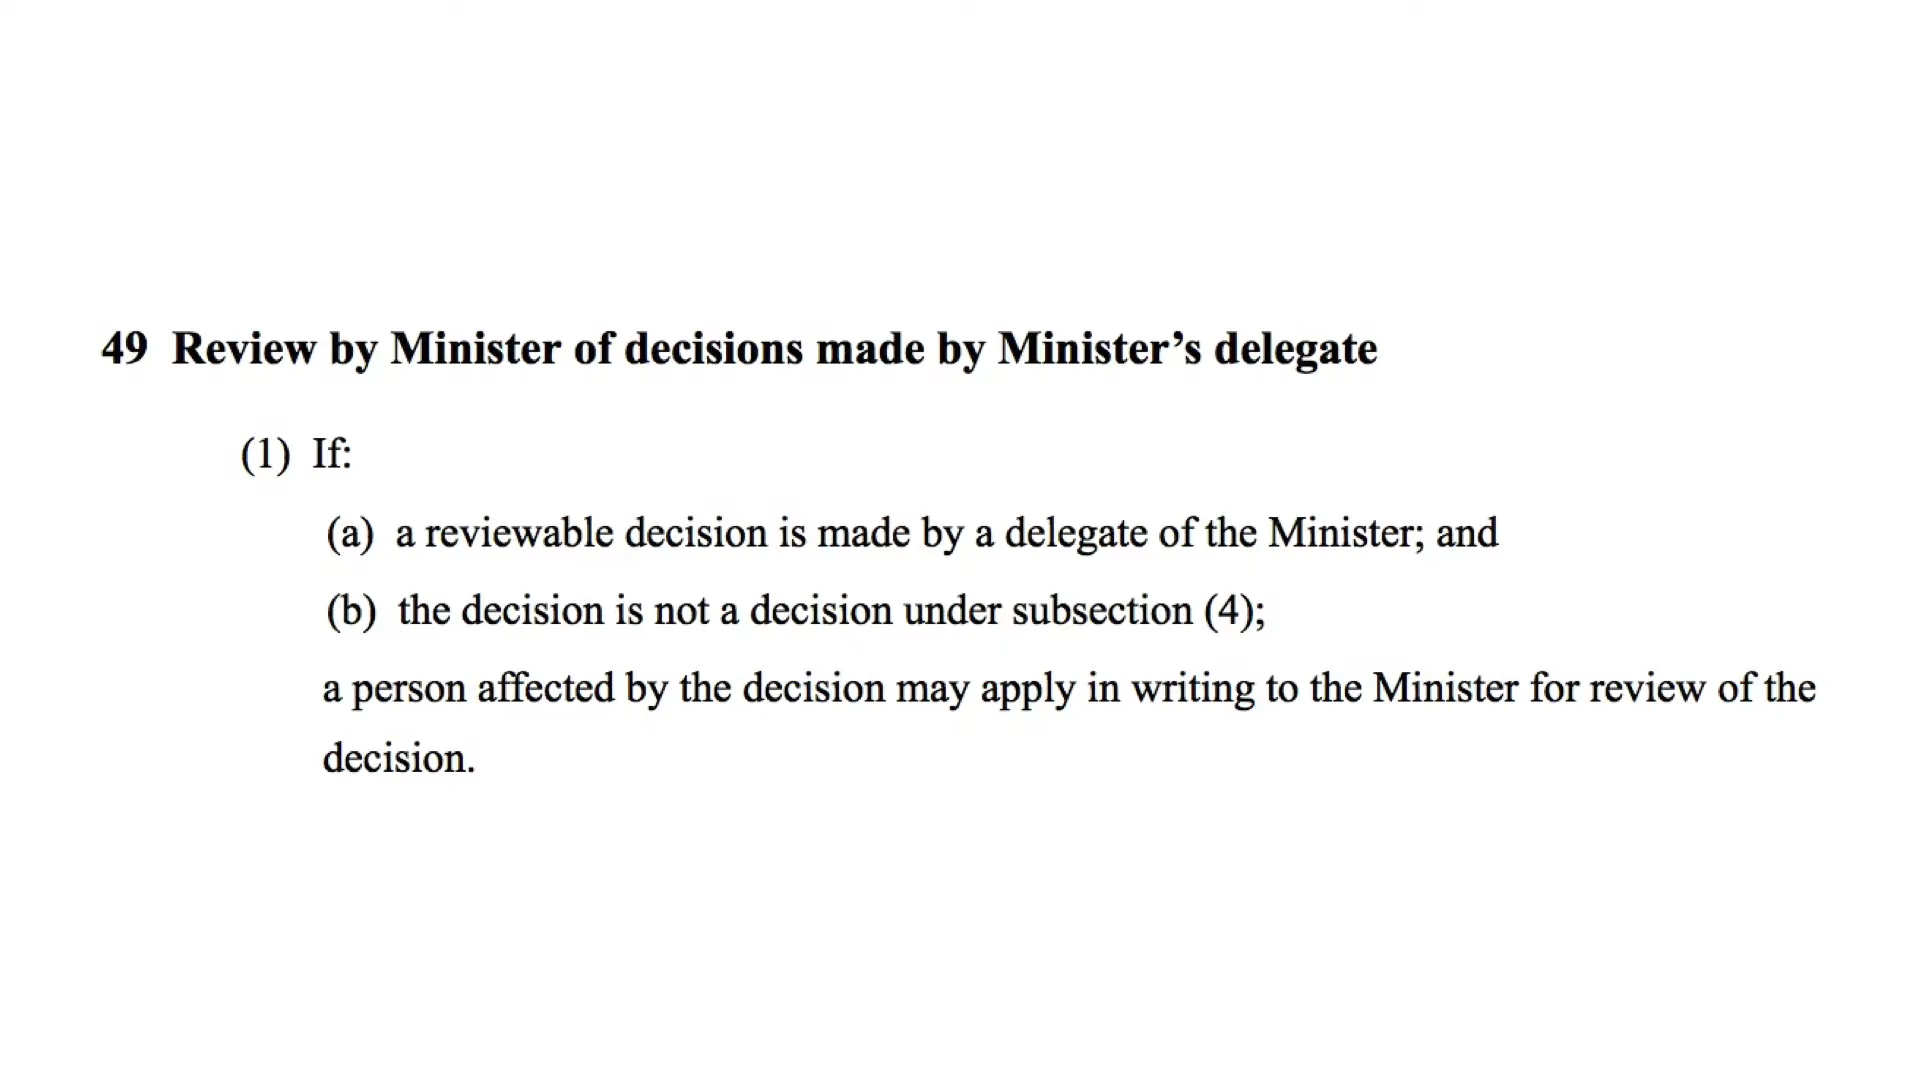 49 Review by Minister of decisions made by Minister’s delegate
(1) If:
(a) a reviewable decision is made by a delegate of the Minister; and
(b) the decision is not a decision under subsection (4);
a person affected by the decision may apply in writing to the Minister for review of the
decision.